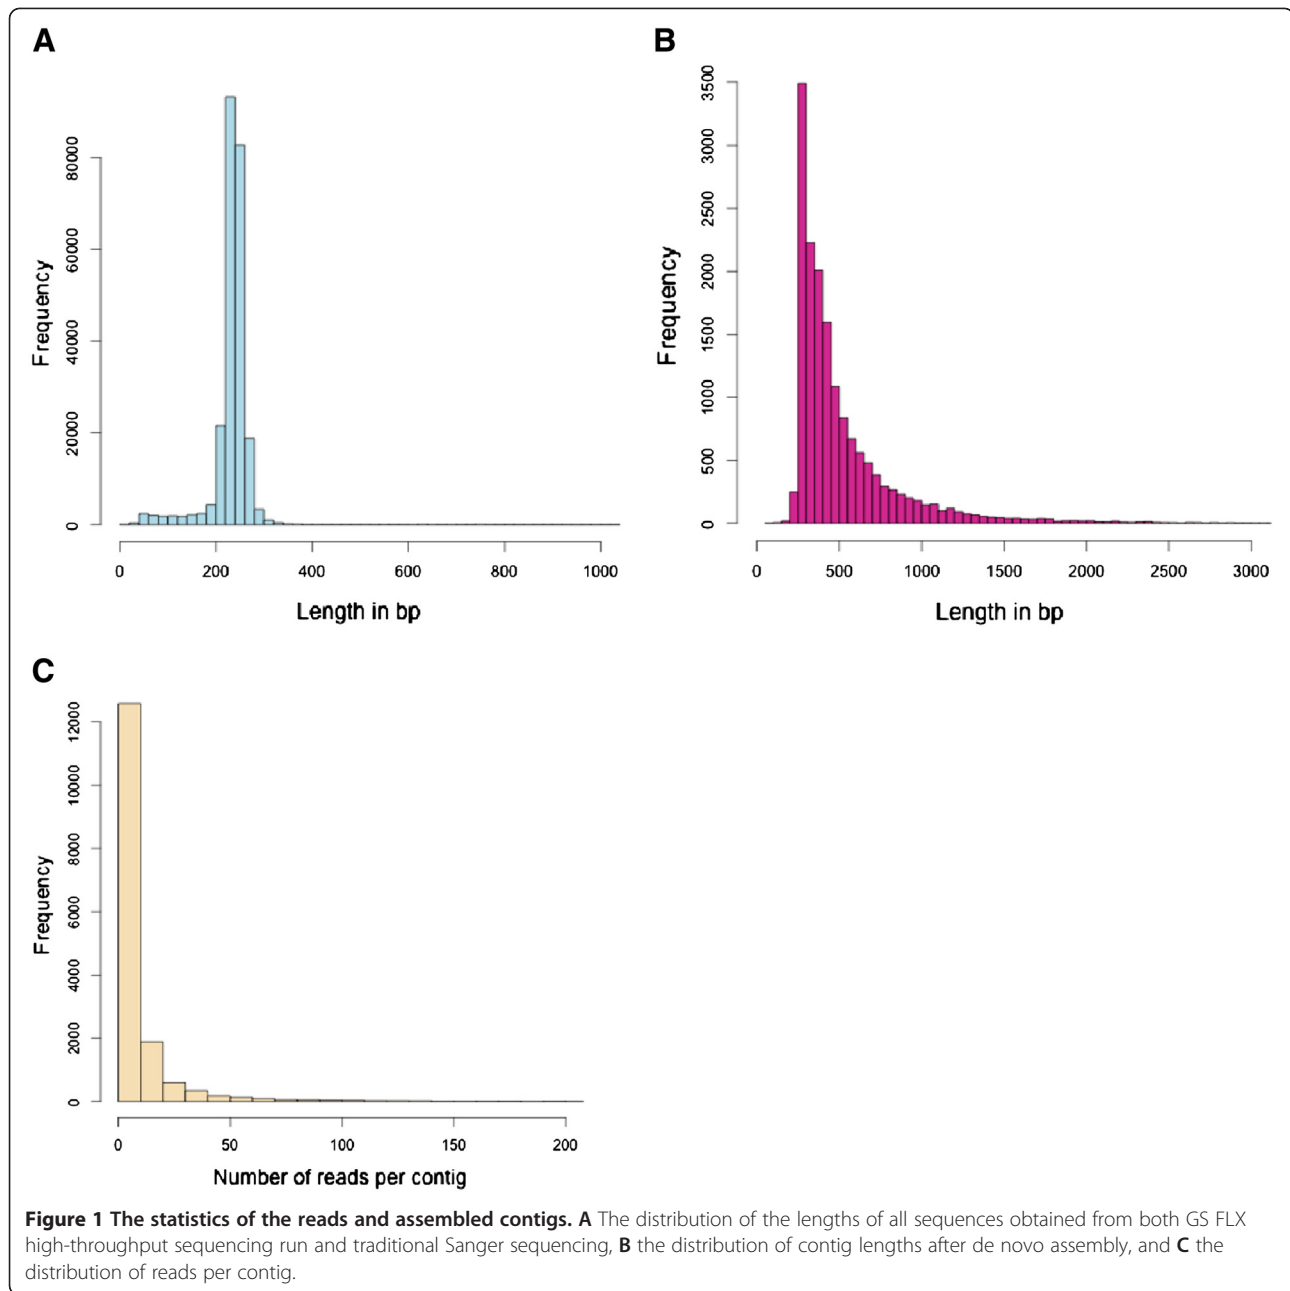 A
Frequency
0
20000
40000
60000
80000
0 200 400 600 800 1000
Length in bp
B
Frequency
0
500
1000
1500
2000
2500
3000
3500
0 500 1000 1500 2000 2500 3000
Length in bp
C
Frequency
0
2000
4000
6000
8000
10000
12000
0 50 100 150 200
Number of reads per contig
Figure 1 The statistics of the reads and assembled contigs. A The distribution of the lengths of all sequences obtained from both GS FLX
high-throughput sequencing run and traditional Sanger sequencing, B the distribution of contig lengths after de novo assembly, and C the
distribution of reads per contig.